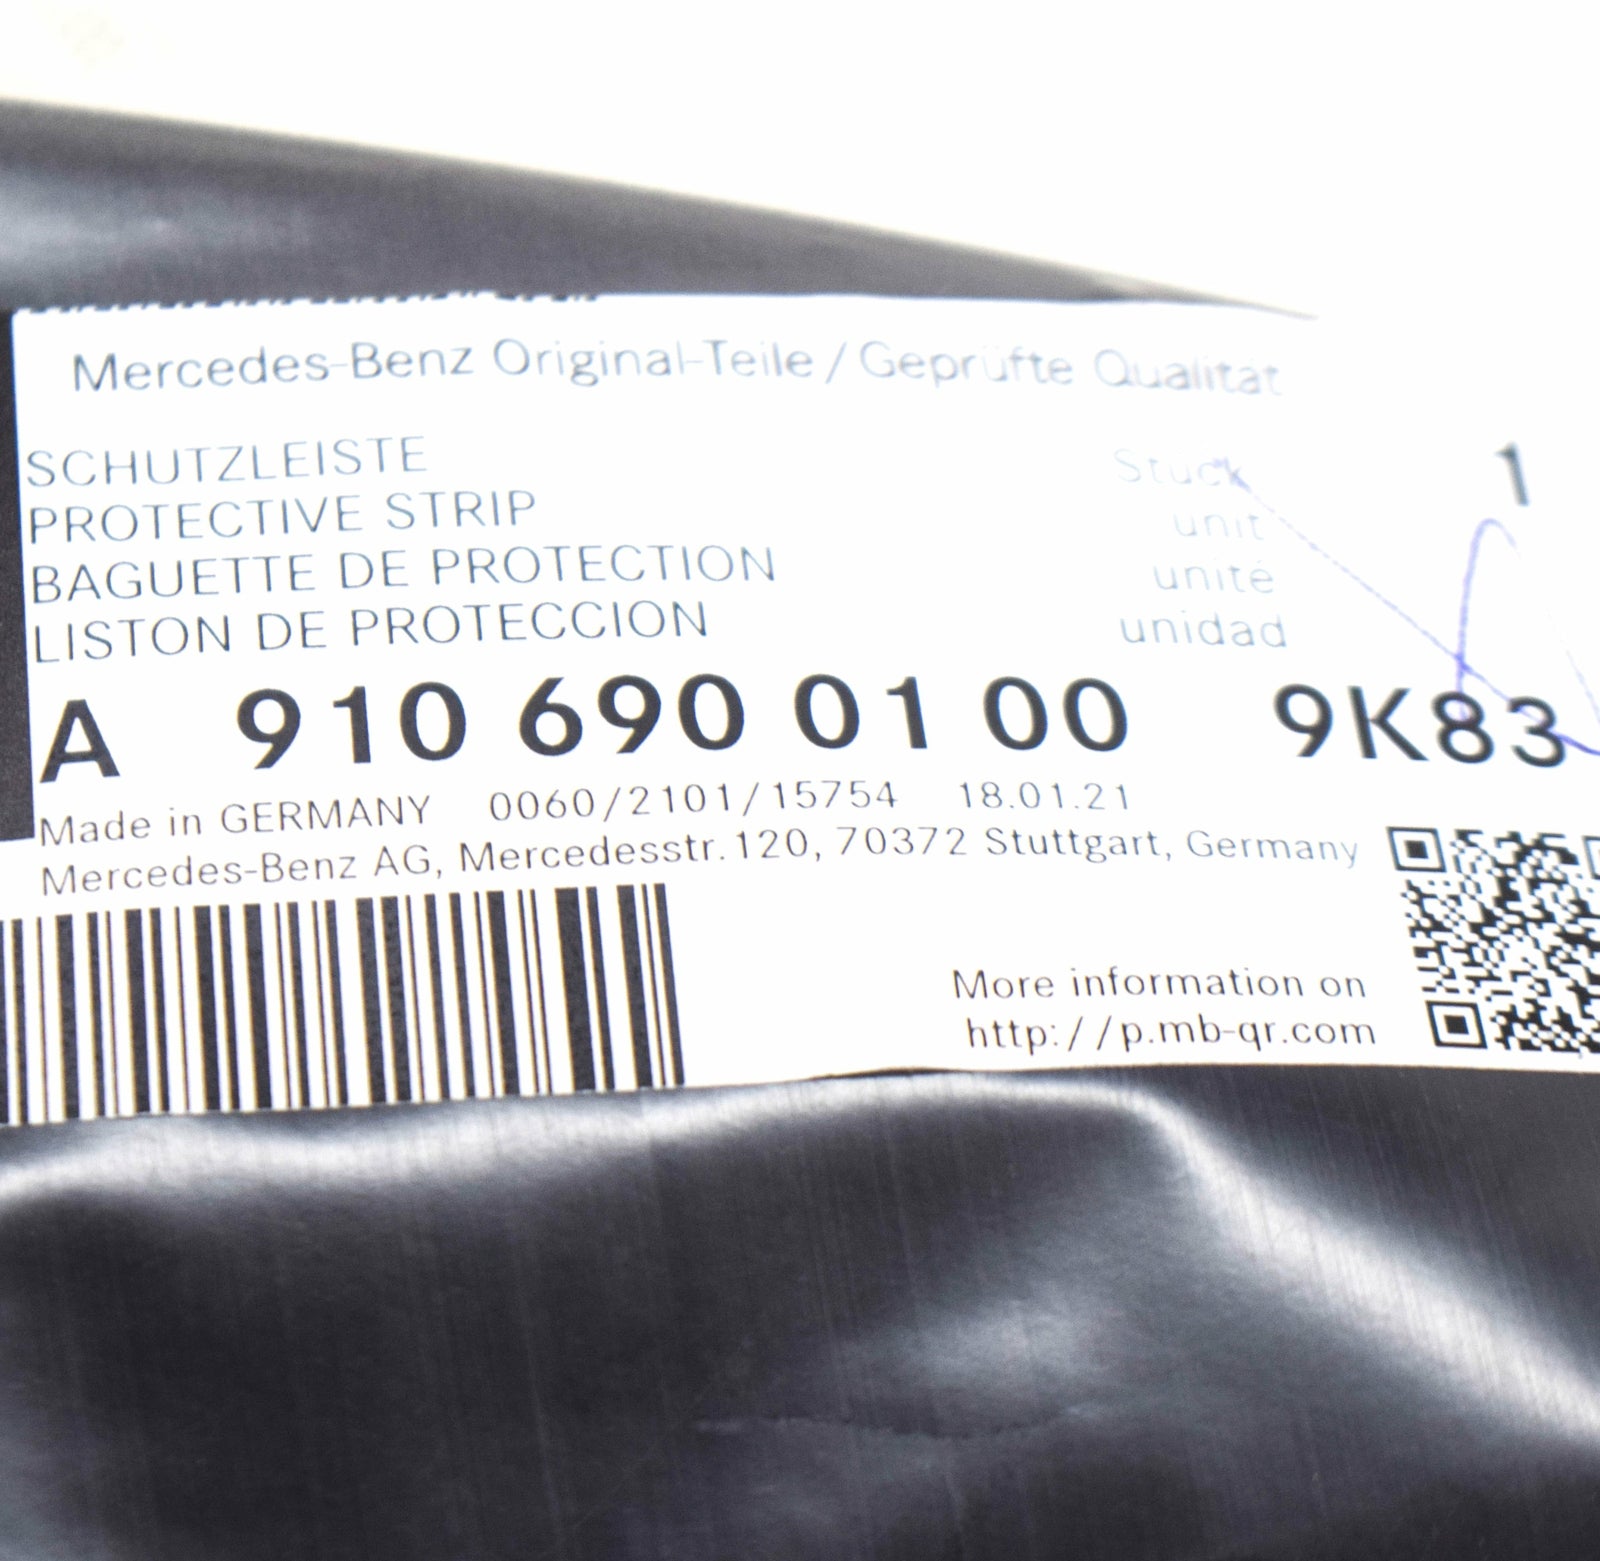 Mercedes-Benz Original-Teile / Geprüfte Qualität
SCHUTZLEISTE
PROTECTIVE STRIP
BAGUETTE DE PROTECTION
LISTON DE PROTECCION
Stück 1
unit
unité
unidad
A 910 690 01 00 9K83
Made in GERMANY 0060/2101/15754 18.01.21
Mercedes-Benz AG, Mercedesstr. 120, 70372 Stuttgart, Germany
More information on
http://p.mb-qr.com